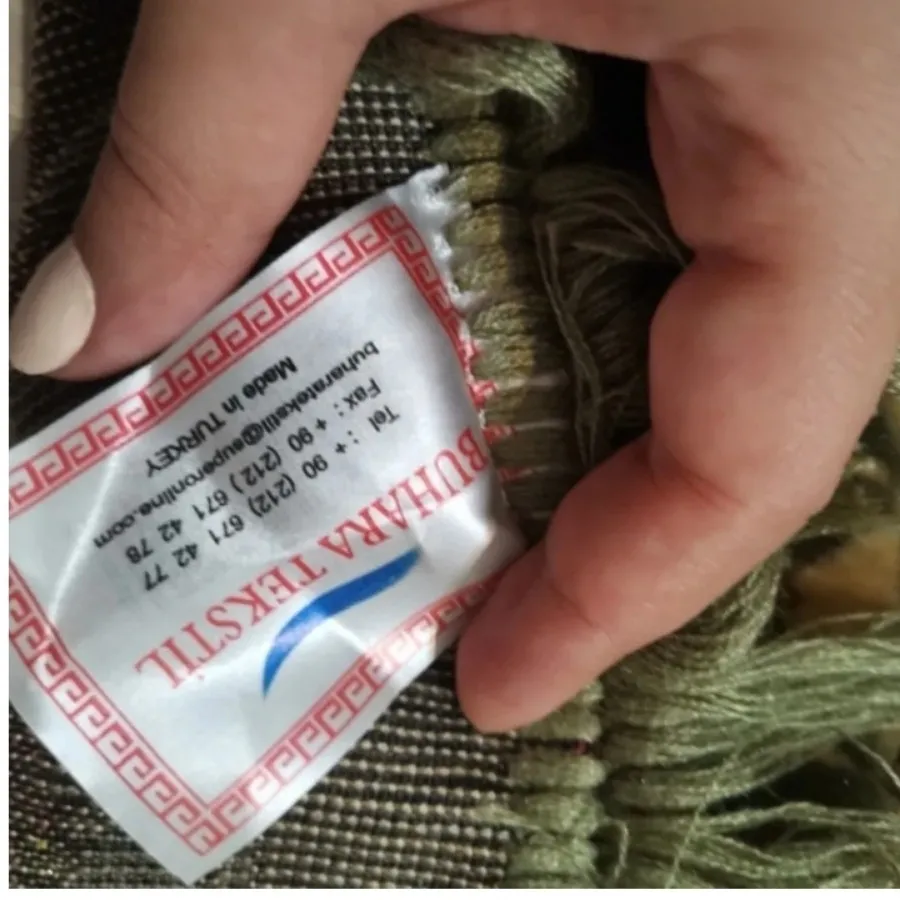 BUHARA TEKSTİL
Tel : + 90 (212) 671 42 77
Fax : + 90 (212 ) 671 42 78
buharatekstil@superonline.com
Made in TURKEY